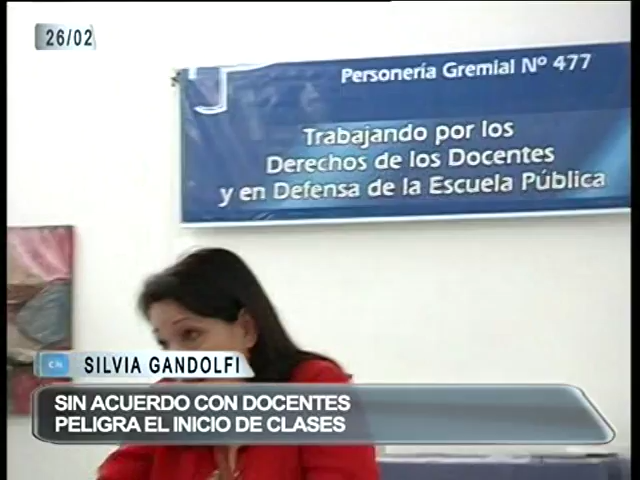 26/02
Personería Gremial Nº 477
Trabajando por los
Derechos de los Docentes
y en Defensa de la Escuela Pública
SILVIA GANDOLFI
SIN ACUERDO CON DOCENTES
PELIGRA EL INICIO DE CLASES